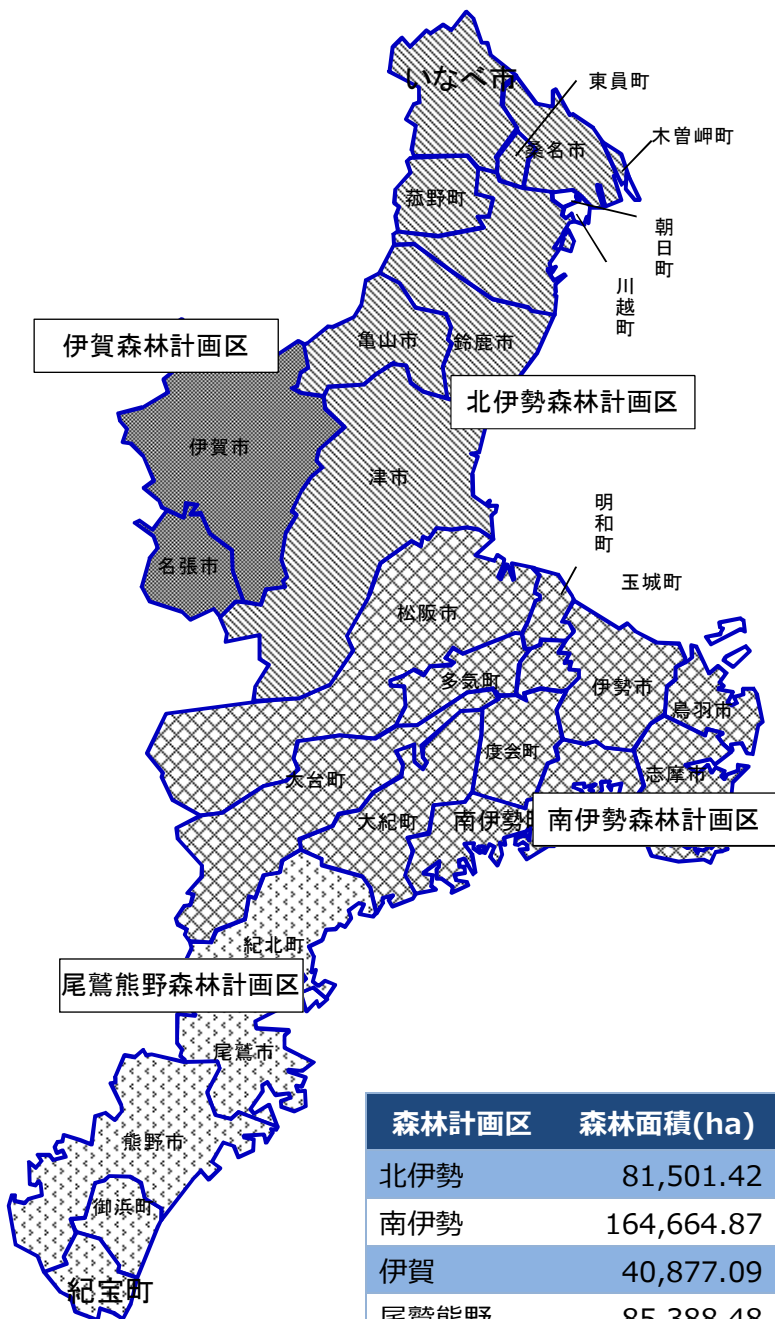 いなべ市
東員町
桑名市
木曽岬町
菰野町
朝日町
川越町
伊賀森林計画区
亀山市
鈴鹿市
北伊勢森林計画区
伊賀市
津市
名張市
明和町
玉城町
松阪市
多気町
伊勢市
鳥羽市
度会町
志摩市
大台町
大紀町
南伊勢町
南伊勢森林計画区
紀北町
尾鷲熊野森林計画区
尾鷲市
熊野市
御浜町
紀宝町
森林計画区 森林面積(ha)
北伊勢 81,501.42
南伊勢 164,664.87
伊賀 40,877.09
尾鷲熊野 85,388.48